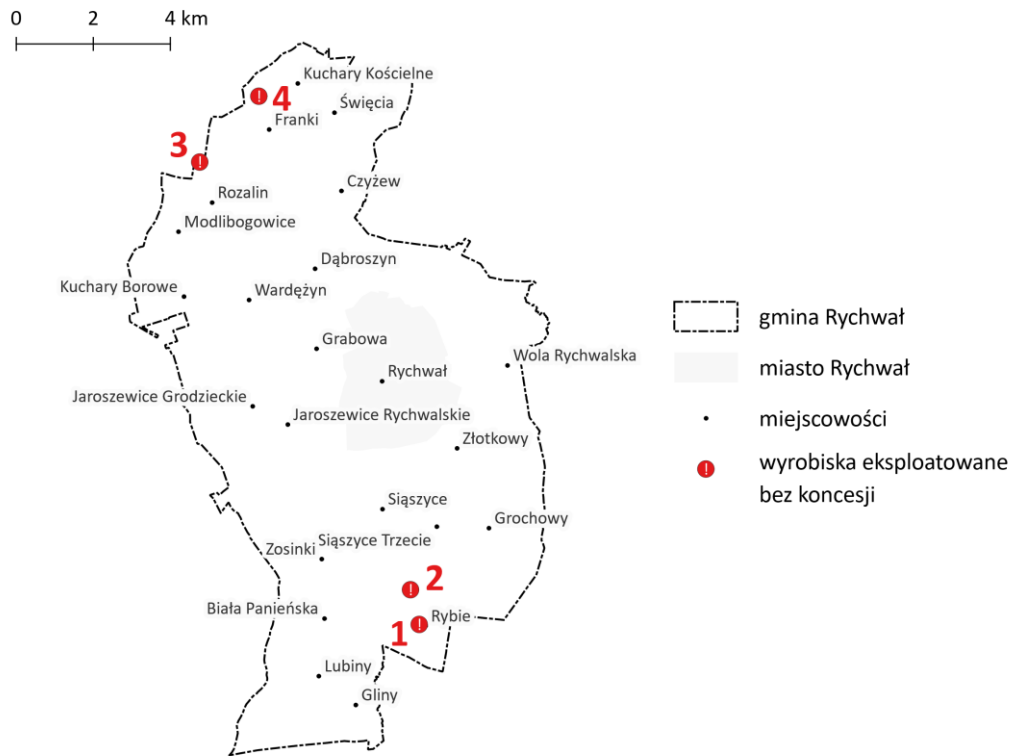 0 2 4 km
Kuchary Kościelne
4
Święcia
Franki
3
Czyżew
Rozalin
Modlibogowice
Dąbroszyn
Kuchary Borowe
Wardężyn
gmina Rychwał
Grabowa
Wola Rychwalska
miasto Rychwał
Rychwał
Jaroszewice Grodzieckie
Jaroszewice Rychwalskie
miejscowości
Złotkowy
wyrobiska eksploatowane
bez koncesji
Siąszyce
Grochowy
Siąszyce Trzecie
Zosinki
2
Biała Panieńska
Rybie
1
Lubiny
Gliny